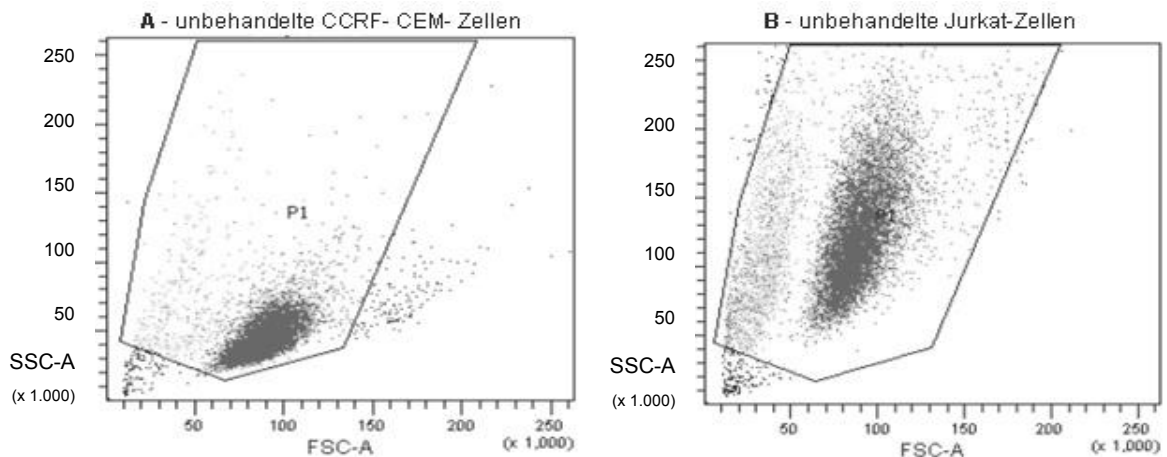 A - unbehandelte CCRF- CEM- Zellen
250
200
150
100
50
SSC-A
(x 1.000)
P1
50 100 150 200 250
FSC-A (x 1,000)
B - unbehandelte Jurkat-Zellen
250
200
150
100
50
SSC-A
(x 1.000)
P1
50 100 150 200 250
FSC-A (x 1,000)